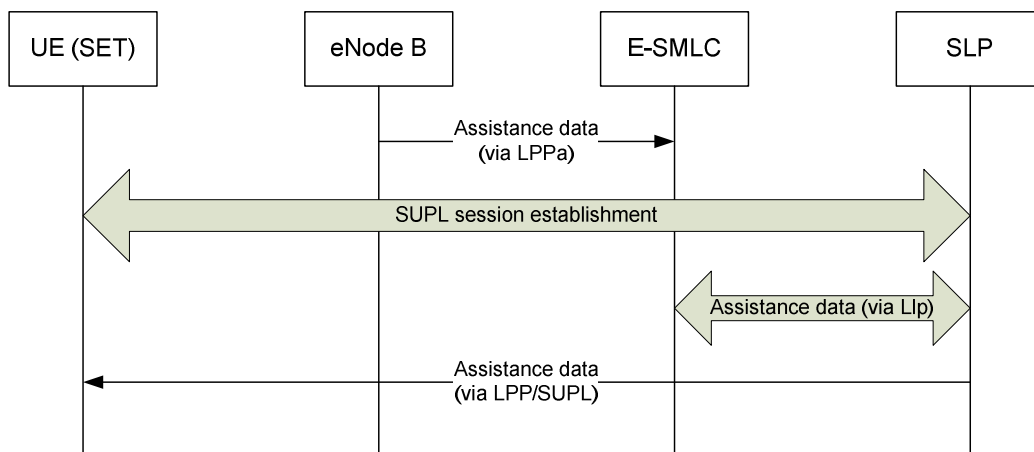 UE (SET)
eNode B
E-SMLC
SLP
Assistance data
(via LPPa)
SUPL session establishment
Assistance data (via Llp)
Assistance data
(via LPP/SUPL)